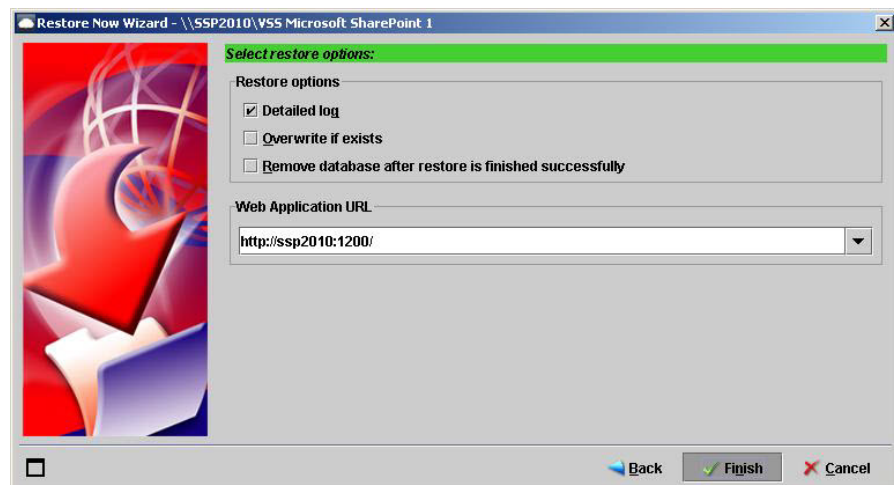 Restore Now Wizard - \\SSP2010\VSS Microsoft SharePoint 1
Select restore options:
Restore options
Detailed log
Overwrite if exists
Remove database after restore is finished successfully
Web Application URL
http://ssp2010:1200/
Back Finish Cancel